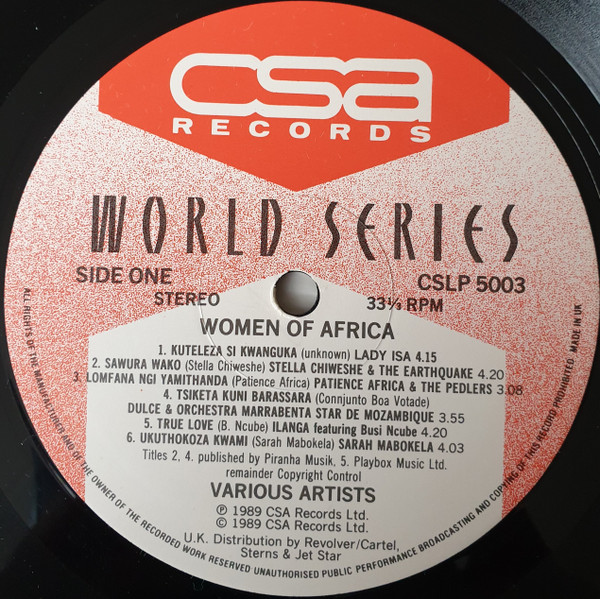 csa
RECORDS
WORLD SERIES
SIDE ONE
CSLP 5003
STEREO
33⅓ RPM
WOMEN OF AFRICA
1. KUTELEZA SI KWANGUKA (unknown) LADY ISA 4.15
2. SAWURA WAKO (Stella Chiweshe) STELLA CHIWESHE & THE EARTHQUAKE 4.20
3. LOMFANA NGI YAMITHANDA (Patience Africa) PATIENCE AFRICA & THE PEDLERS 3.08
4. TSIKETA KUNI BARASSARA (Connjunto Boa Votade)
DULCE & ORCHESTRA MARRABENTA STAR DE MOZAMBIQUE 3.55
5. TRUE LOVE (B. Ncube) ILANGA featuring Busi Ncube 4.20
6. UKUTHOKOZA KWAMI (Sarah Mabokela) SARAH MABOKELA 4.03
Titles 2, 4. published by Piranha Musik, 5. Playbox Music Ltd.
remainder Copyright Control
VARIOUS ARTISTS
℗ 1989 CSA Records Ltd.
© 1989 CSA Records Ltd.
U.K. Distribution by Revolver/Cartel,
Sterns & Jet Star
ALL RIGHTS OF THE MANUFACTURER AND OF THE OWNER OF THE RECORDED WORK RESERVED UNAUTHORISED PUBLIC PERFORMANCE BROADCASTING AND COPYING OF THIS RECORD PROHIBITED. MADE IN UK